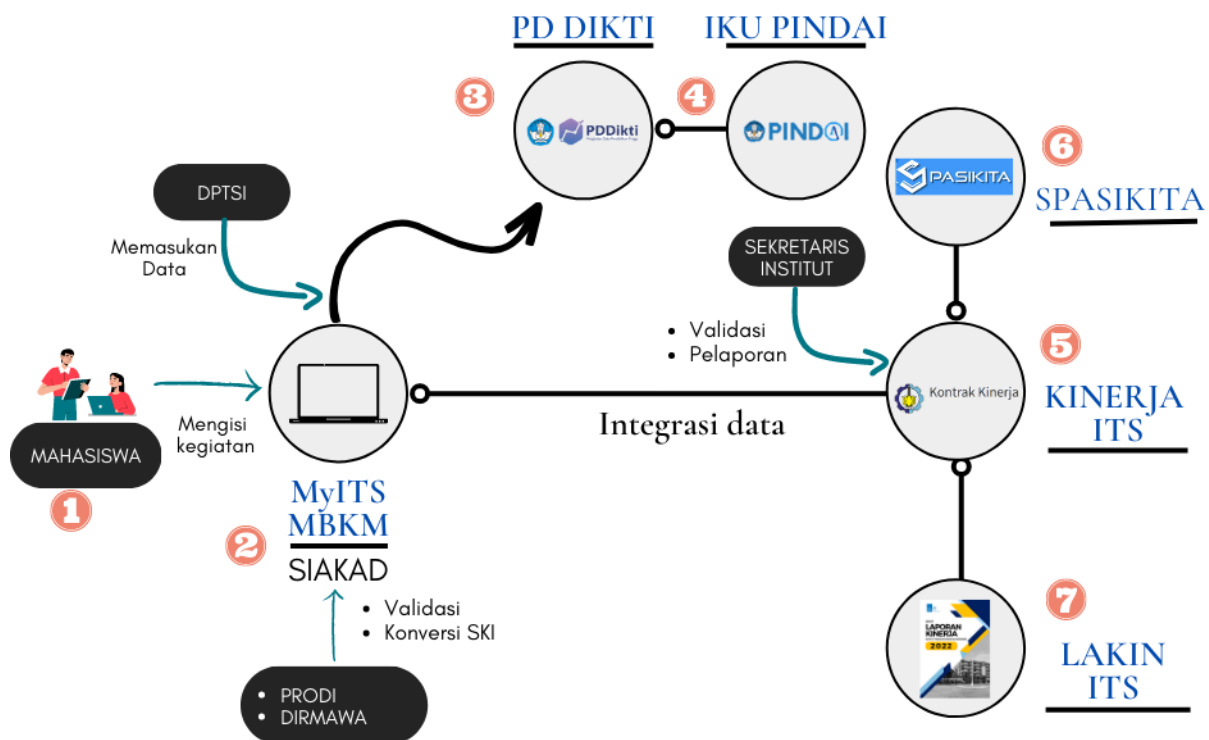 PD DIKTI
IKU PINDAI
3
4
PDDikti
PINDAI
6
PASIKITA
SPASIKITA
DPTSI
Memasukan
Data
SEKRETARIS
INSTITUT
• Validasi
• Pelaporan
5
Kontrak Kinerja
KINERJA
ITS
Integrasi data
Mengisi
kegiatan
MAHASISWA
1
MyITS
MBKM
2
SIAKAD
• Validasi
• Konversi SKI
• PRODI
• DIRMAWA
LAPORAN
KINERJA
2022
7
LAKIN
ITS